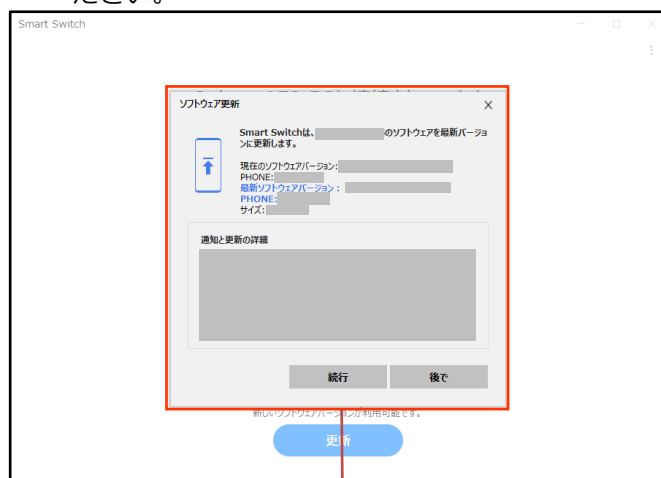 ださい。
Smart Switch
ソフトウェア更新
Smart Switchは、 のソフトウェアを最新バージョ
ンに更新します。
現在のソフトウェアバージョン:
PHONE:
最新ソフトウェアバージョン：
PHONE:
サイズ:
通知と更新の詳細
続行
後で
新しいソフトウェアバージョンが利用可能です。
更新